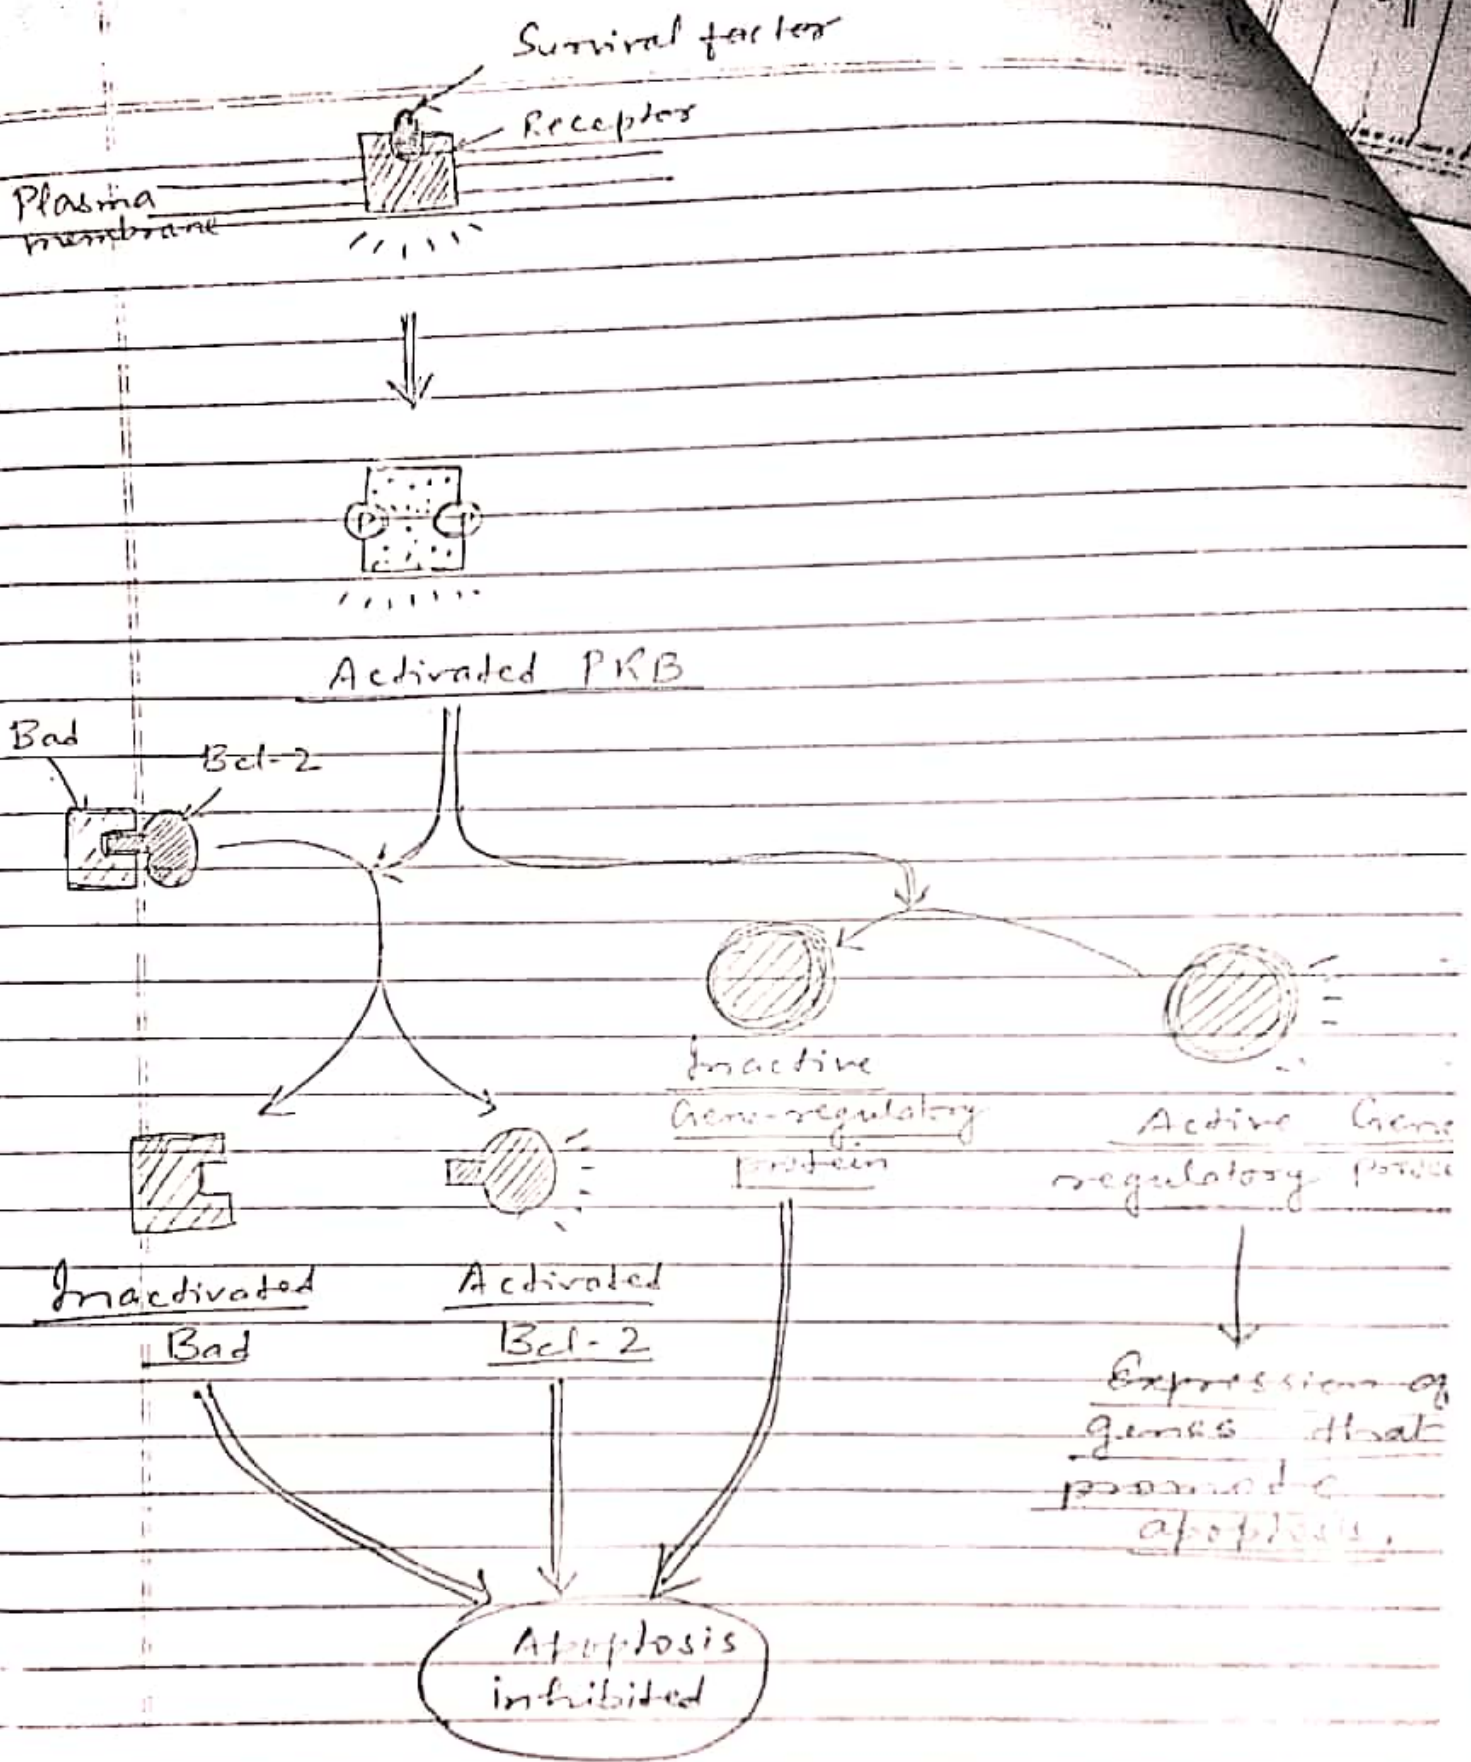 Survival factor
Receptor
Plasma
membrane
P
P
Activated PKB
Bad
Bcl-2
Inactive
Gene-regulatory
protein
Active Gene
regulatory
Inactivated
Bad
Activated
Bcl-2
Expression of
genes that
promote
apoptosis.
Apoptosis
inhibited